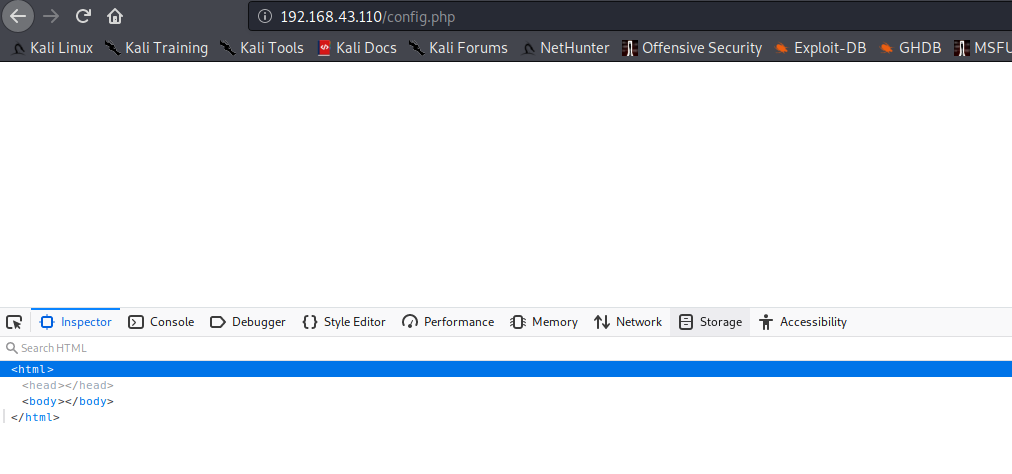 192.168.43.110/config.php
Kali Linux Kali Training Kali Tools Kali Docs Kali Forums NetHunter Offensive Security Exploit-DB GHDB MSFU
Inspector Console Debugger Style Editor Performance Memory Network Storage Accessibility
Search HTML
<html>
<head></head>
<body></body>
</html>